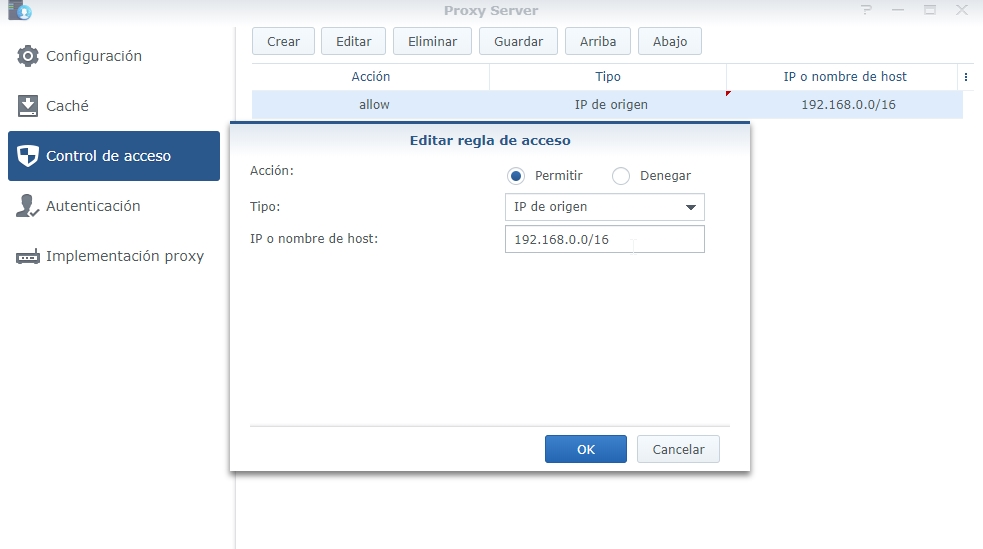 Proxy Server
Configuración
Caché
Control de acceso
Autenticación
Implementación proxy
Crear Editar Eliminar Guardar Arriba Abajo
Acción Tipo IP o nombre de host
allow IP de origen 192.168.0.0/16
Editar regla de acceso
Acción: Permitir Denegar
Tipo: IP de origen
IP o nombre de host: 192.168.0.0/16
OK Cancelar